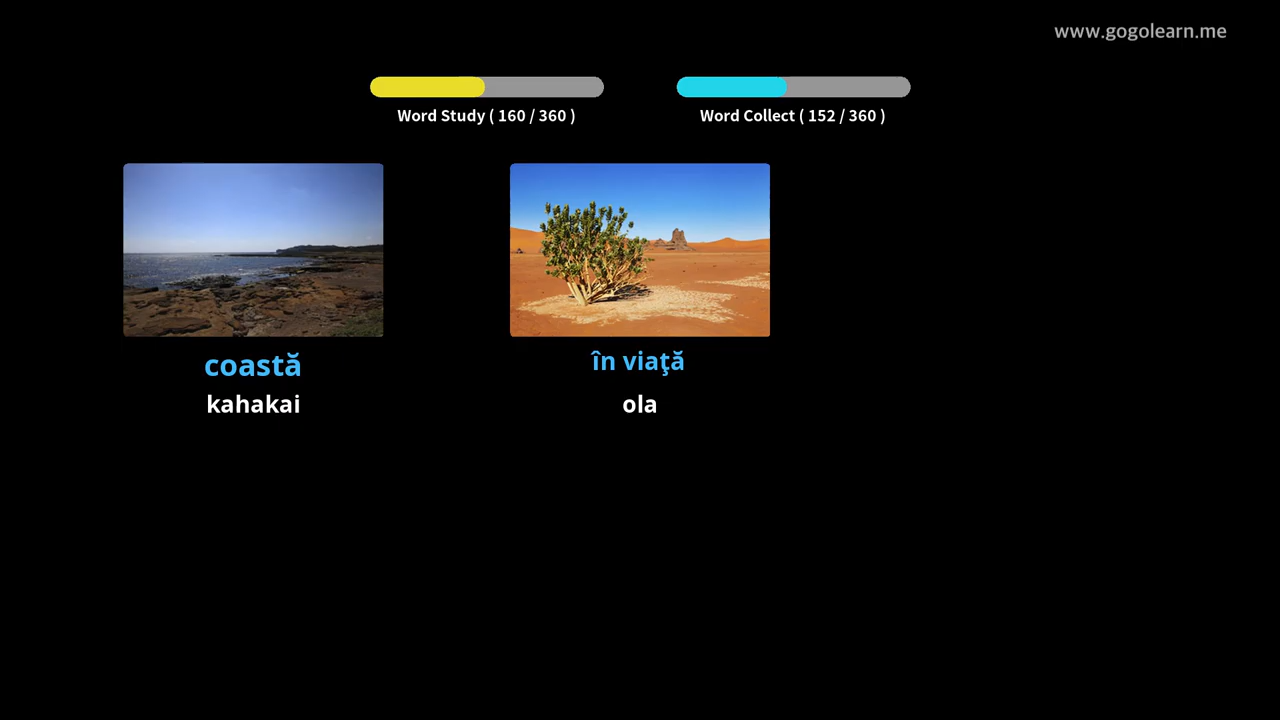 www.gogolearn.me
Word Study ( 160 / 360 )
Word Collect ( 152 / 360 )
coastă
kahakai
în viaţă
ola